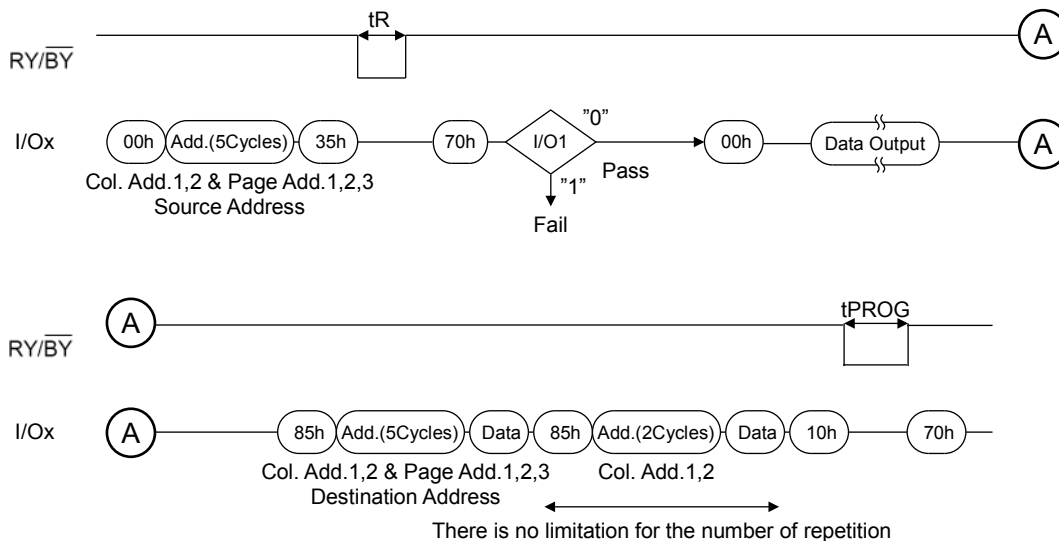 tR
RY/BY
A
I/Ox
00h Add.(5Cycles) 35h 70h I/O1 "0" 00h Data Output A
Pass
"1"
Col. Add.1,2 & Page Add.1,2,3
Source Address
Fail
A
tPROG
RY/BY
I/Ox
A 85h Add.(5Cycles) Data 85h Add.(2Cycles) Data 10h 70h
Col. Add.1,2 & Page Add.1,2,3 Col. Add.1,2
Destination Address
There is no limitation for the number of repetition